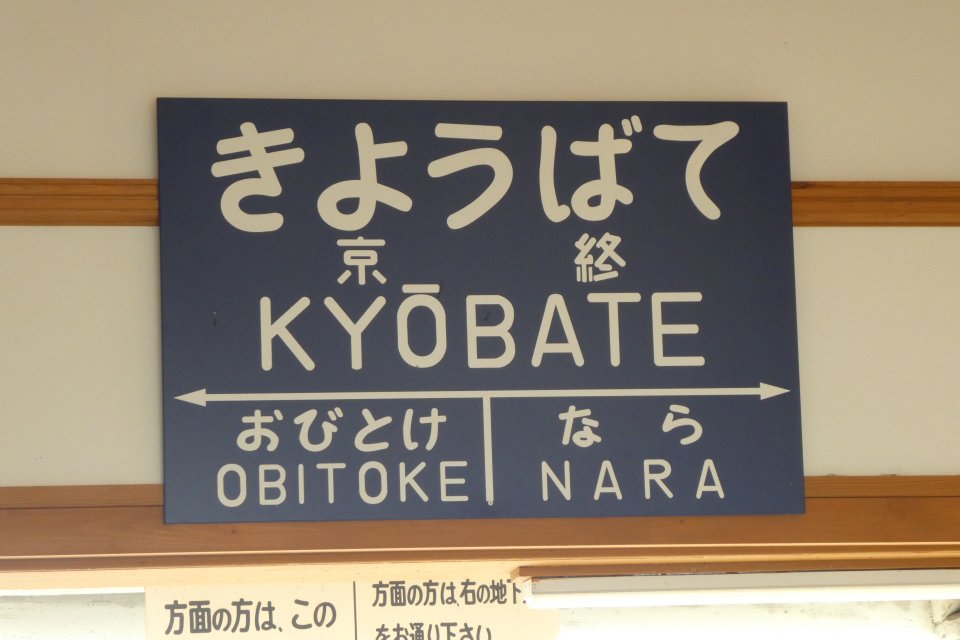 きようばて
京 終
KYŌBATE
おびとけ なら
OBITOKE NARA
方面の方は、この
方面の方は、右の地下
をお通り下さい